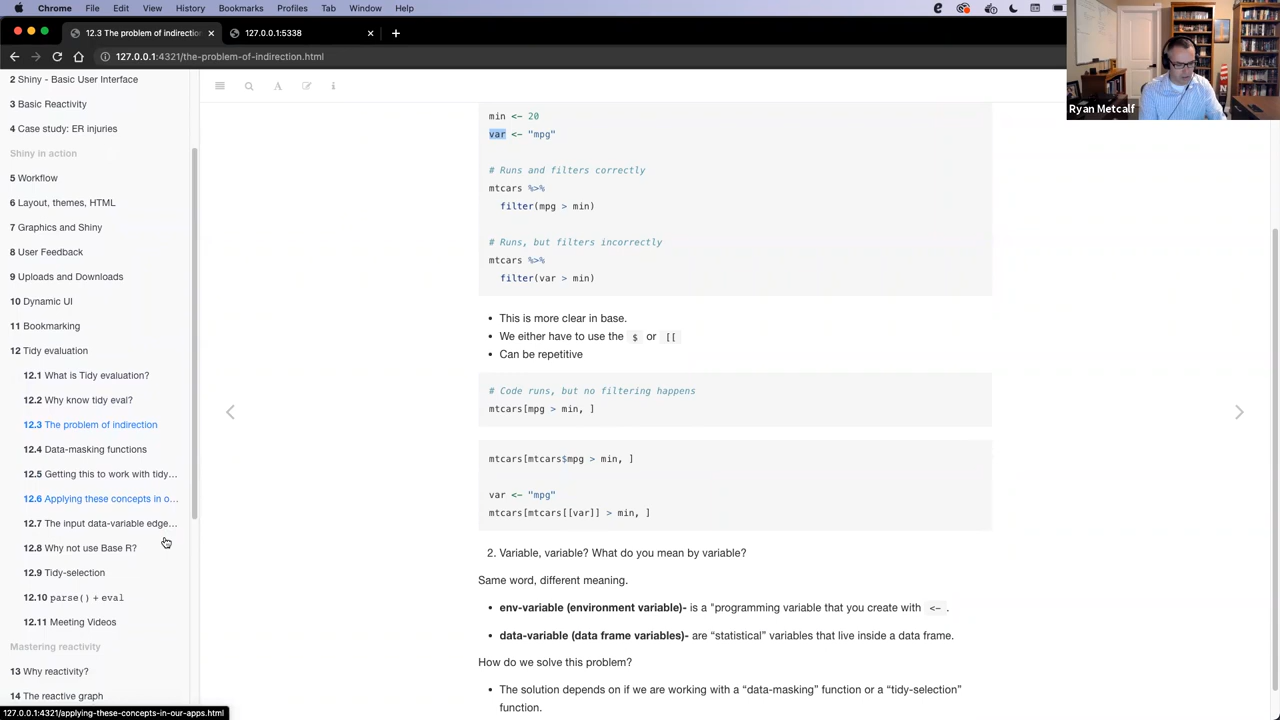 Chrome File Edit View History Bookmarks Profiles Tab Window Help
12.3 The problem of indirection
127.0.0.1:5338
127.0.0.1:4321/the-problem-of-indirection.html
Ryan Metcalf
2 Shiny - Basic User Interface
3 Basic Reactivity
4 Case study: ER injuries
Shiny in action
5 Workflow
6 Layout, themes, HTML
7 Graphics and Shiny
8 User Feedback
9 Uploads and Downloads
10 Dynamic UI
11 Bookmarking
12 Tidy evaluation
12.1 What is Tidy evaluation?
12.2 Why know tidy eval?
12.3 The problem of indirection
12.4 Data-masking functions
12.5 Getting this to work with tidy...
12.6 Applying these concepts in o...
12.7 The input data-variable edge...
12.8 Why not use Base R?
12.9 Tidy-selection
12.10 parse() + eval
12.11 Meeting Videos
Mastering reactivity
13 Why reactivity?
14 The reactive graph
127.0.0.1:4321/applying-these-concepts-in-our-apps.html
min <- 20
var <- "mpg"
# Runs and filters correctly
mtcars %>%
filter(mpg > min)
# Runs, but filters incorrectly
mtcars %>%
filter(var > min)
• This is more clear in base.
• We either have to use the $ or [[
• Can be repetitive
# Code runs, but no filtering happens
mtcars[mpg > min, ]
mtcars[mtcars$mpg > min, ]
var <- "mpg"
mtcars[mtcars[[var]] > min, ]
2. Variable, variable? What do you mean by variable?
Same word, different meaning.
• env-variable (environment variable)- is a "programming variable that you create with <- .
• data-variable (data frame variables)- are “statistical” variables that live inside a data frame.
How do we solve this problem?
• The solution depends on if we are working with a “data-masking” function or a “tidy-selection”
function.